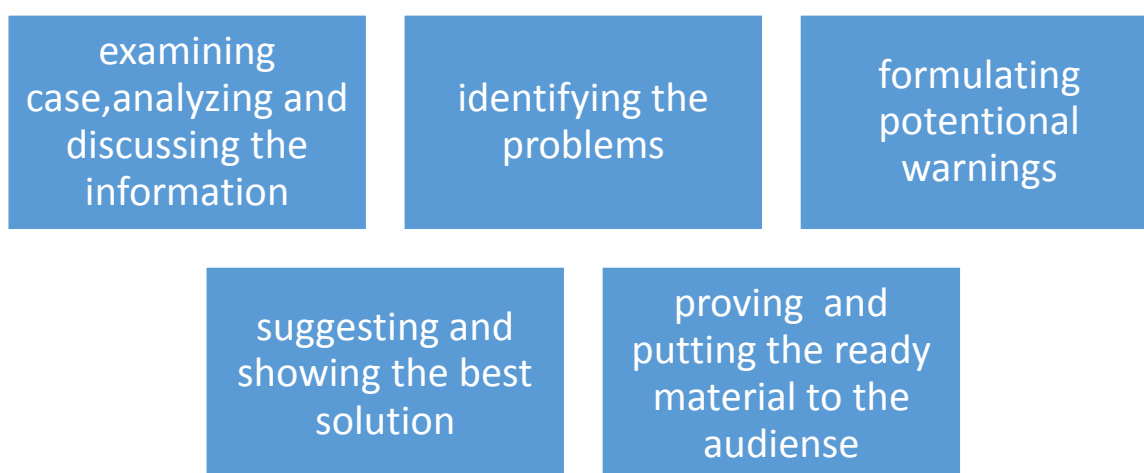 examining
case,analyzing and
discussing the
information
identifying the
problems
formulating
potentional
warnings
suggesting and
showing the best
solution
proving  and
putting the ready
material to the
audiense